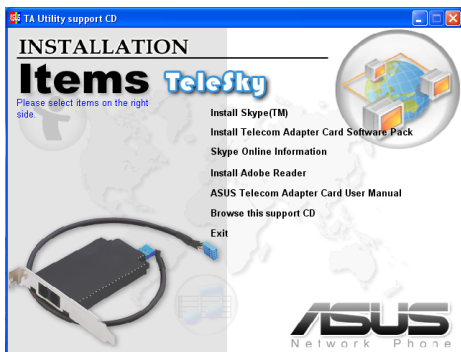 TA Utility support CD
INSTALLATION
Items TeleSky
Please select items on the right
side.
Install Skype(TM)
Install Telecom Adapter Card Software Pack
Skype Online Information
Install Adobe Reader
ASUS Telecom Adapter Card User Manual
Browse this support CD
Exit
ASUS
Network Phone